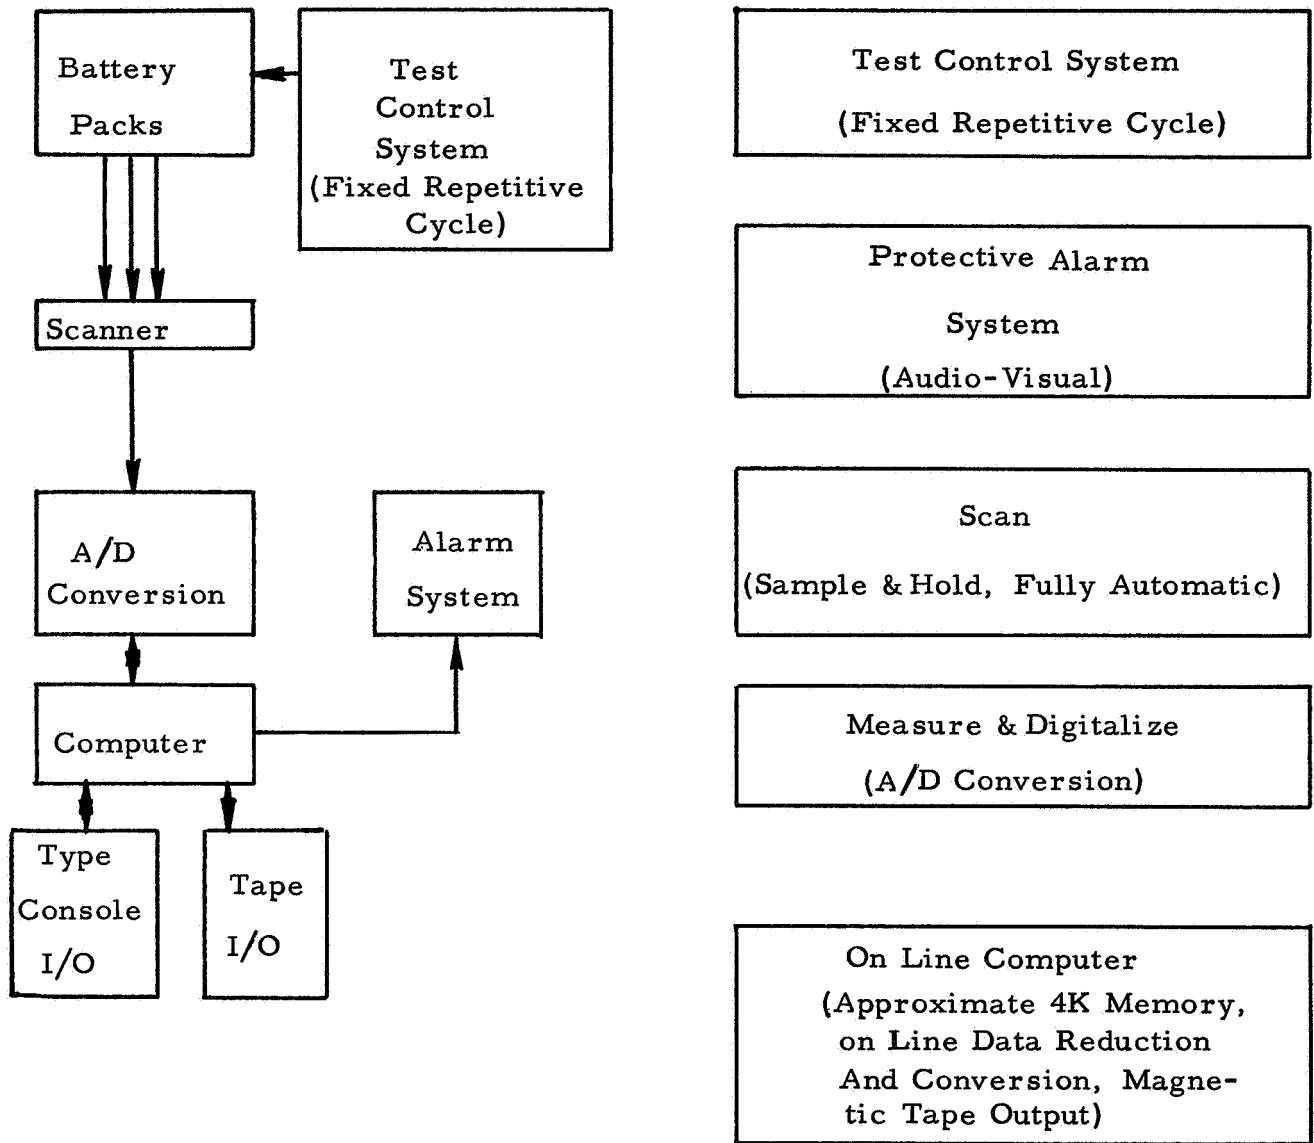 Battery
Packs
Test
Control
System
(Fixed Repetitive
Cycle)
Scanner
A/D
Conversion
Alarm
System
Computer
Type
Console
I/O
Tape
I/O
Test Control System
(Fixed Repetitive Cycle)
Protective Alarm
System
(Audio-Visual)
Scan
(Sample & Hold, Fully Automatic)
Measure & Digitalize
(A/D Conversion)
On Line Computer
(Approximate 4K Memory,
on Line Data Reduction
And Conversion, Magne-
tic Tape Output)